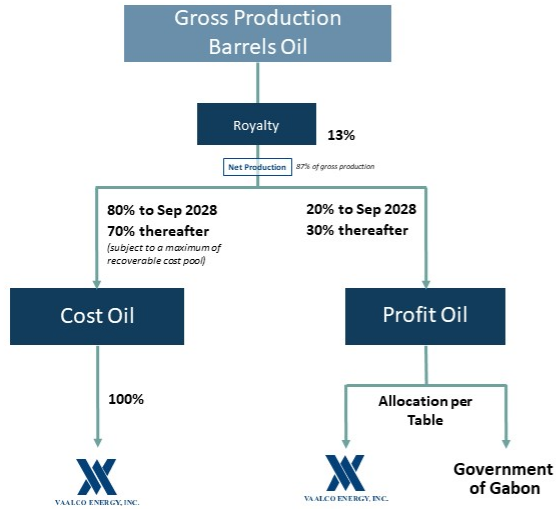 Gross Production
Barrels Oil
Royalty
13%
Net Production
87% of gross production
80% to Sep 2028
70% thereafter
(subject to a maximum of
recoverable cost pool)
20% to Sep 2028
30% thereafter
Cost Oil
Profit Oil
100%
Allocation per
Table
VAALCO ENERGY, INC.
VAALCO ENERGY, INC.
Government
of Gabon